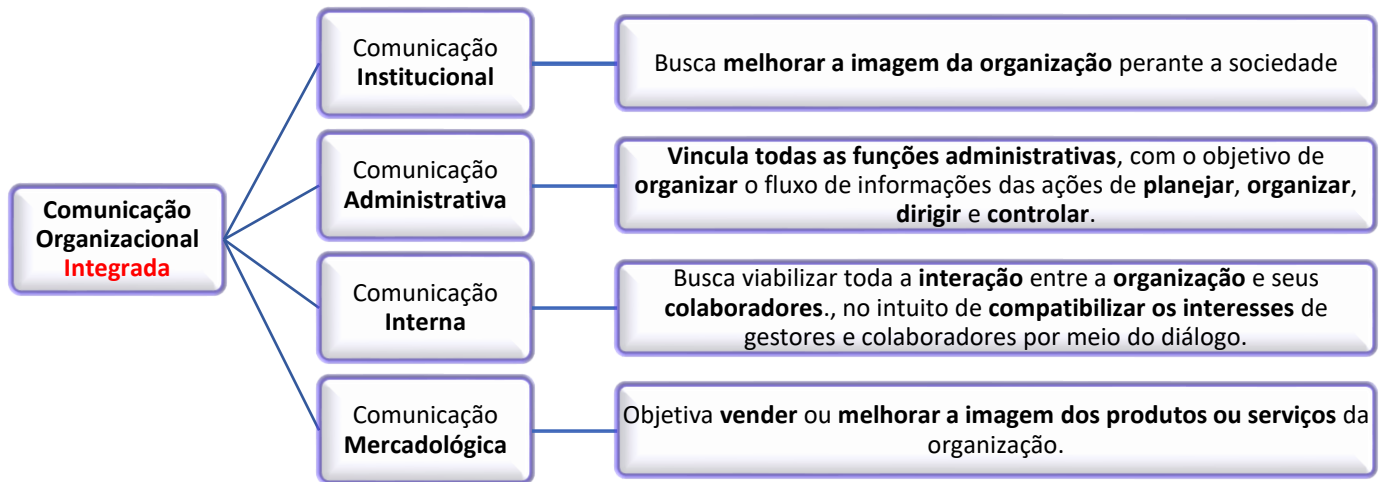 Comunicação
Organizacional
Integrada
Comunicação
Institucional
Busca melhorar a imagem da organização perante a sociedade
Comunicação
Administrativa
Vincula todas as funções administrativas, com o objetivo de
organizar o fluxo de informações das ações de planejar, organizar,
dirigir e controlar.
Comunicação
Interna
Busca viabilizar toda a interação entre a organização e seus
colaboradores., no intuito de compatibilizar os interesses de
gestores e colaboradores por meio do diálogo.
Comunicação
Mercadológica
Objetiva vender ou melhorar a imagem dos produtos ou serviços da
organização.